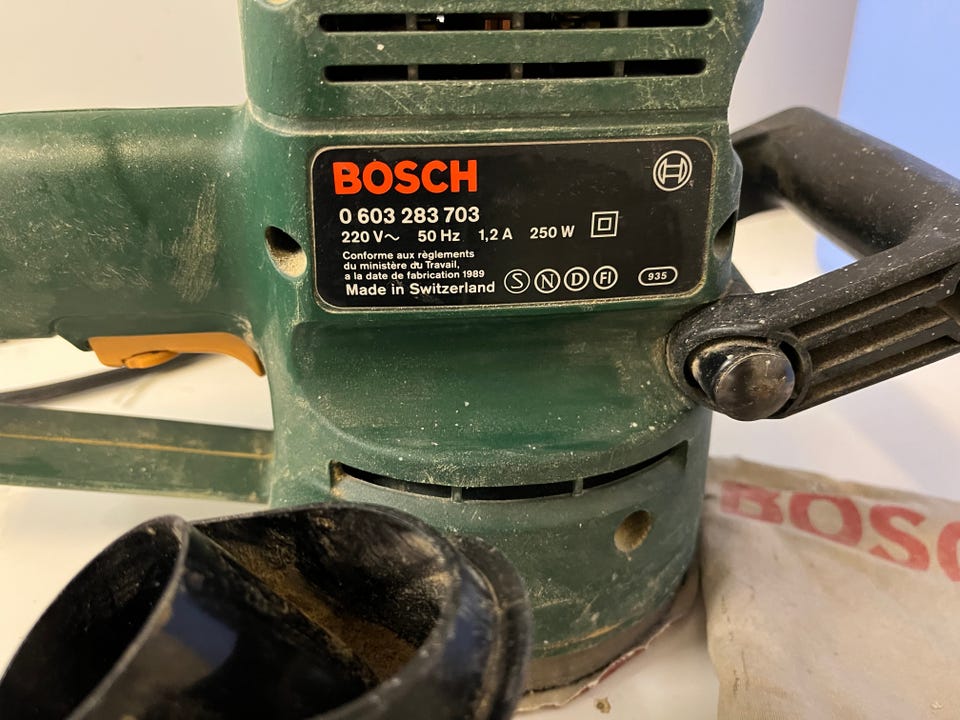 BOSCH
0 603 283 703
220 V~ 50 Hz 1,2 A 250 W
Conforme aux règlements
du ministère du Travail,
a la date de fabrication 1989
Made in Switzerland S N D FI 935
BOSC